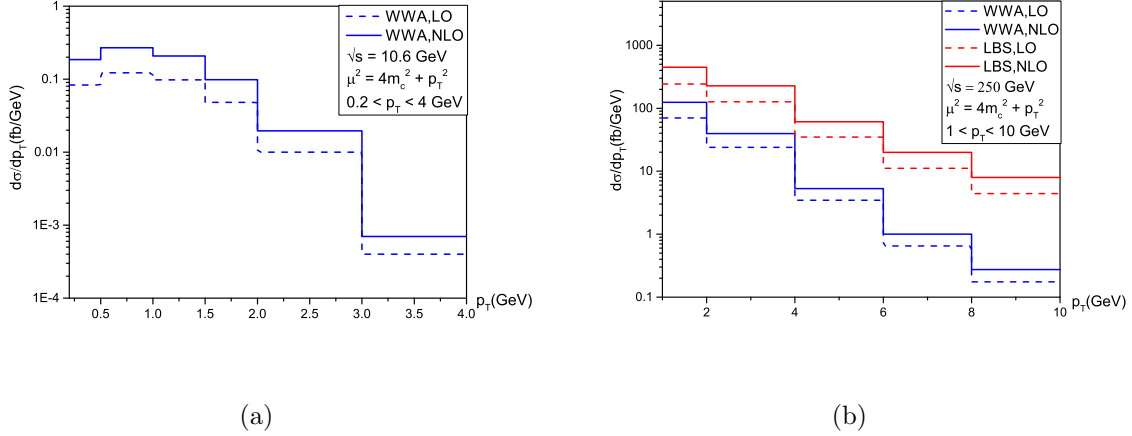 WWA,LO
WWA,NLO
√s = 10.6 GeV
μ² = 4m_c² + p_T²
0.2 < p_T < 4 GeV
dσ/dp_T(fb/GeV)
1
0.1
0.01
1E-3
1E-4
0.5 1.0 1.5 2.0 2.5 3.0 3.5 4.0
p_T(GeV)
(a)
WWA,LO
WWA,NLO
LBS,LO
LBS,NLO
√s = 250 GeV
μ² = 4m_c² + p_T²
1 < p_T < 10 GeV
dσ/dp_T(fb/GeV)
1000
100
10
1
0.1
2 4 6 8 10
p_T(GeV)
(b)